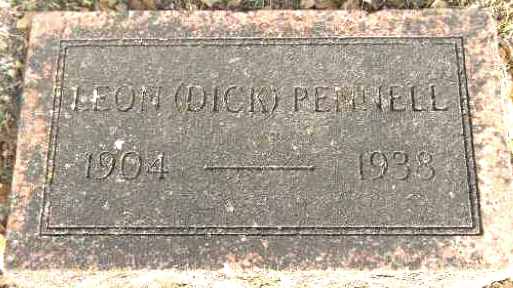 LEON (DICK) PENNELL
1904 — 1938